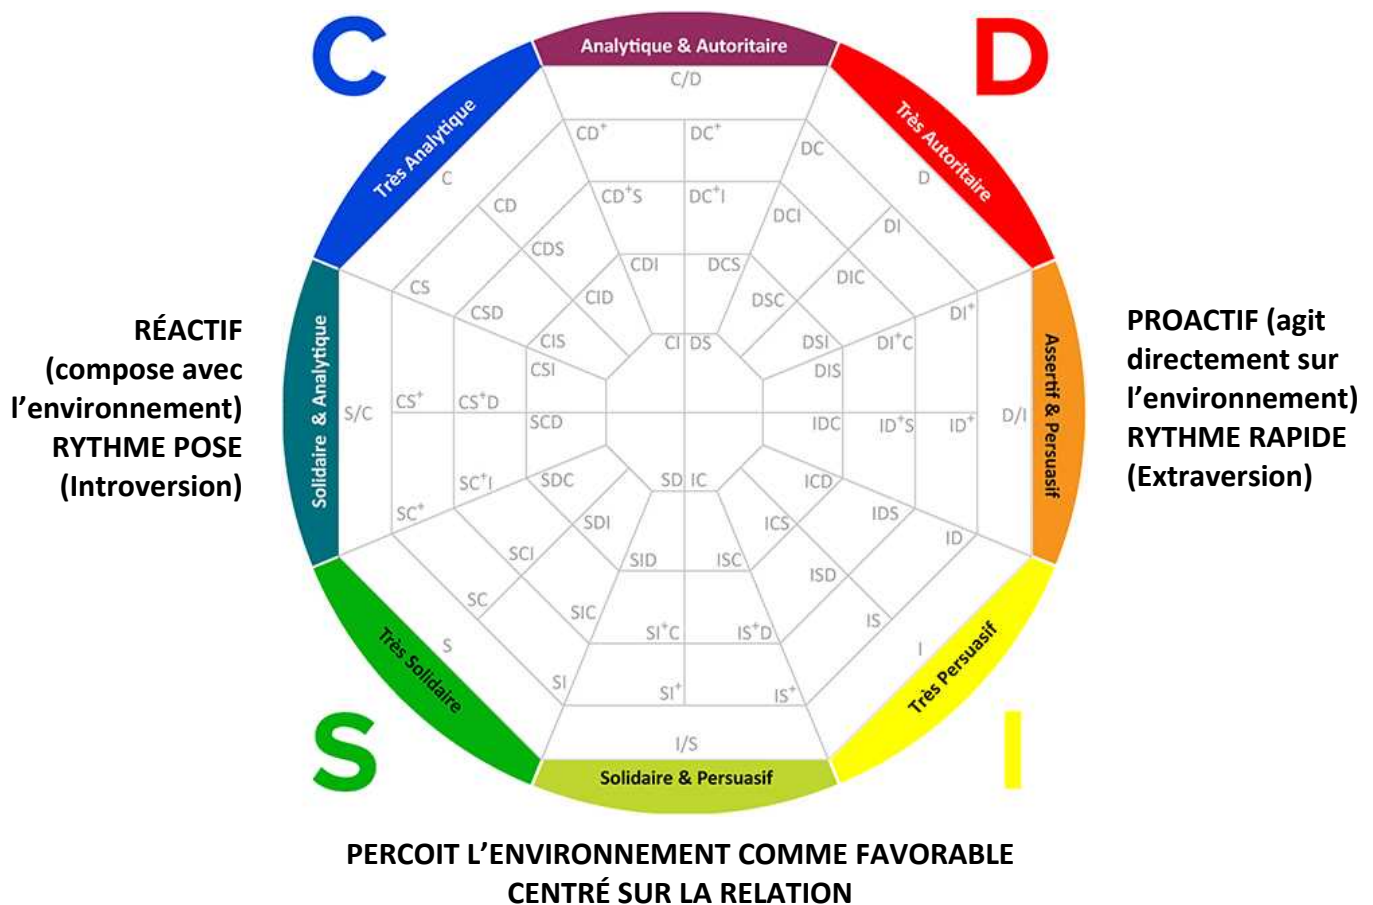 C
D
Analytique & Autoritaire
Très Analytique
Très Autoritaire
C/D
CD⁺ DC⁺
DC
C
D
CD⁺S DC⁺I
CD
DCI
DI
CDS
CDI DCS
DIC
CS
CID
DSC
CSD
DI⁺
CIS
CI DS
DSI
DI⁺C
CSI
DIS
RÉACTIF
(compose avec
l’environnement)
RYTHME POSE
(Introversion)
Solidaire & Analytique
S/C
CS⁺
CS⁺D
SCD
IDC
ID⁺S
ID⁺
D/I
Assertif & Persuasif
PROACTIF (agit
directement sur
l’environnement)
RYTHME RAPIDE
(Extraversion)
SC⁺I
SDC
SD IC
ICD
SC⁺
SDI
ICS
IDS
ID
SCI
SID
ISC
ISD
SC
SIC
IS
SI⁺C
IS⁺D
S
I
SI
SI⁺
IS⁺
Très Solidaire
Très Persuasif
I/S
S
I
Solidaire & Persuasif
PERCOIT L’ENVIRONNEMENT COMME FAVORABLE
CENTRÉ SUR LA RELATION